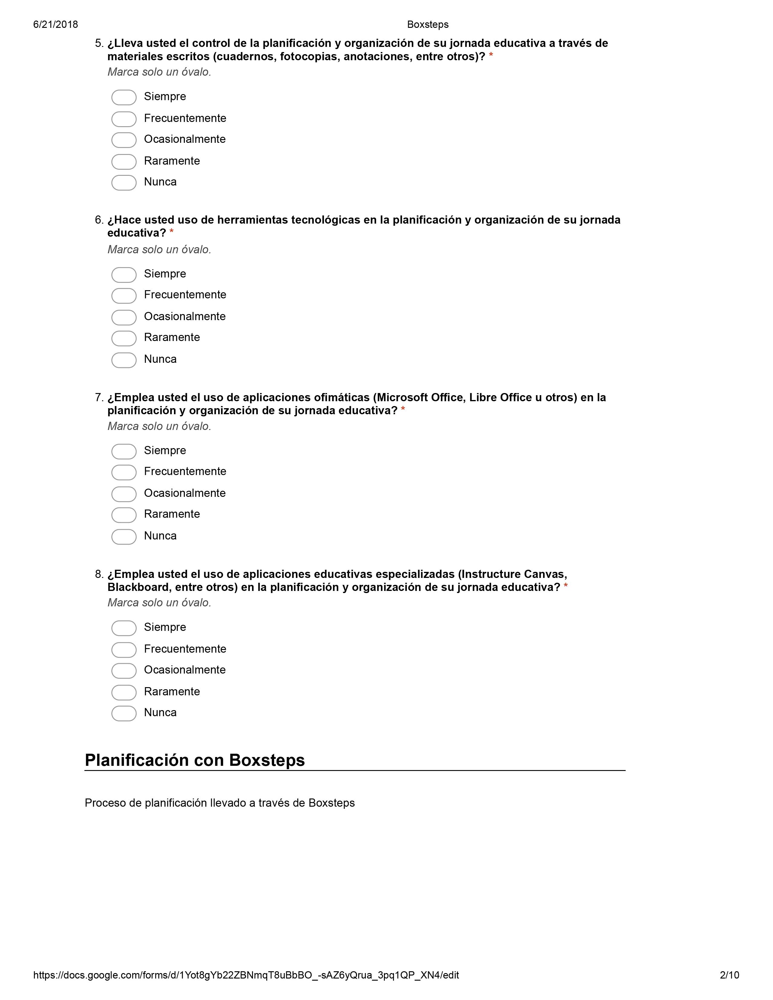 6/21/2018 Boxsteps
5. ¿Lleva usted el control de la planificación y organización de su jornada educativa a través de
materiales escritos (cuadernos, fotocopias, anotaciones, entre otros)? *
Marca solo un óvalo.
Siempre
Frecuentemente
Ocasionalmente
Raramente
Nunca
6. ¿Hace usted uso de herramientas tecnológicas en la planificación y organización de su jornada
educativa? *
Marca solo un óvalo.
Siempre
Frecuentemente
Ocasionalmente
Raramente
Nunca
7. ¿Emplea usted el uso de aplicaciones ofimáticas (Microsoft Office, Libre Office u otros) en la
planificación y organización de su jornada educativa? *
Marca solo un óvalo.
Siempre
Frecuentemente
Ocasionalmente
Raramente
Nunca
8. ¿Emplea usted el uso de aplicaciones educativas especializadas (Instructure Canvas,
Blackboard, entre otros) en la planificación y organización de su jornada educativa? *
Marca solo un óvalo.
Siempre
Frecuentemente
Ocasionalmente
Raramente
Nunca
Planificación con Boxsteps
Proceso de planificación llevado a través de Boxsteps
https://docs.google.com/forms/d/1Yot8gYb22ZBNmqT8uBbBO_-sAZ6yQrua_3pq1QP_XN4/edit 2/10